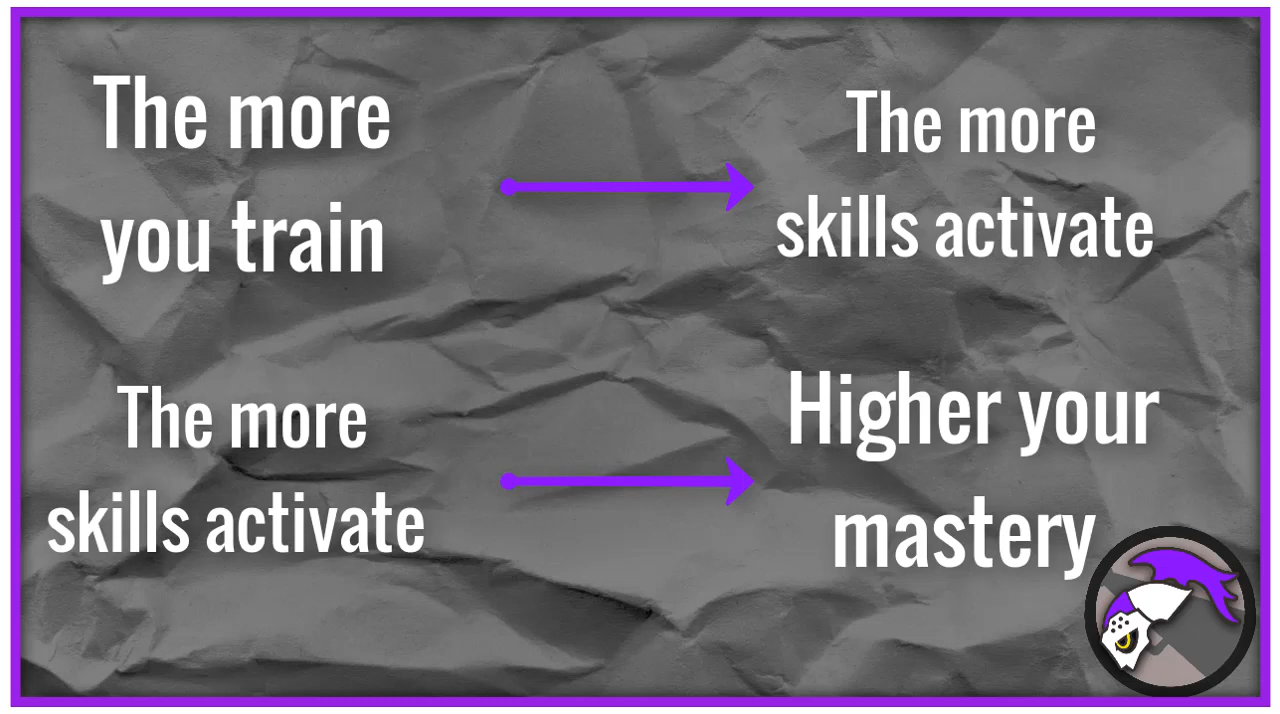 The more
you train
The more
skills activate
The more
skills activate
Higher your
mastery